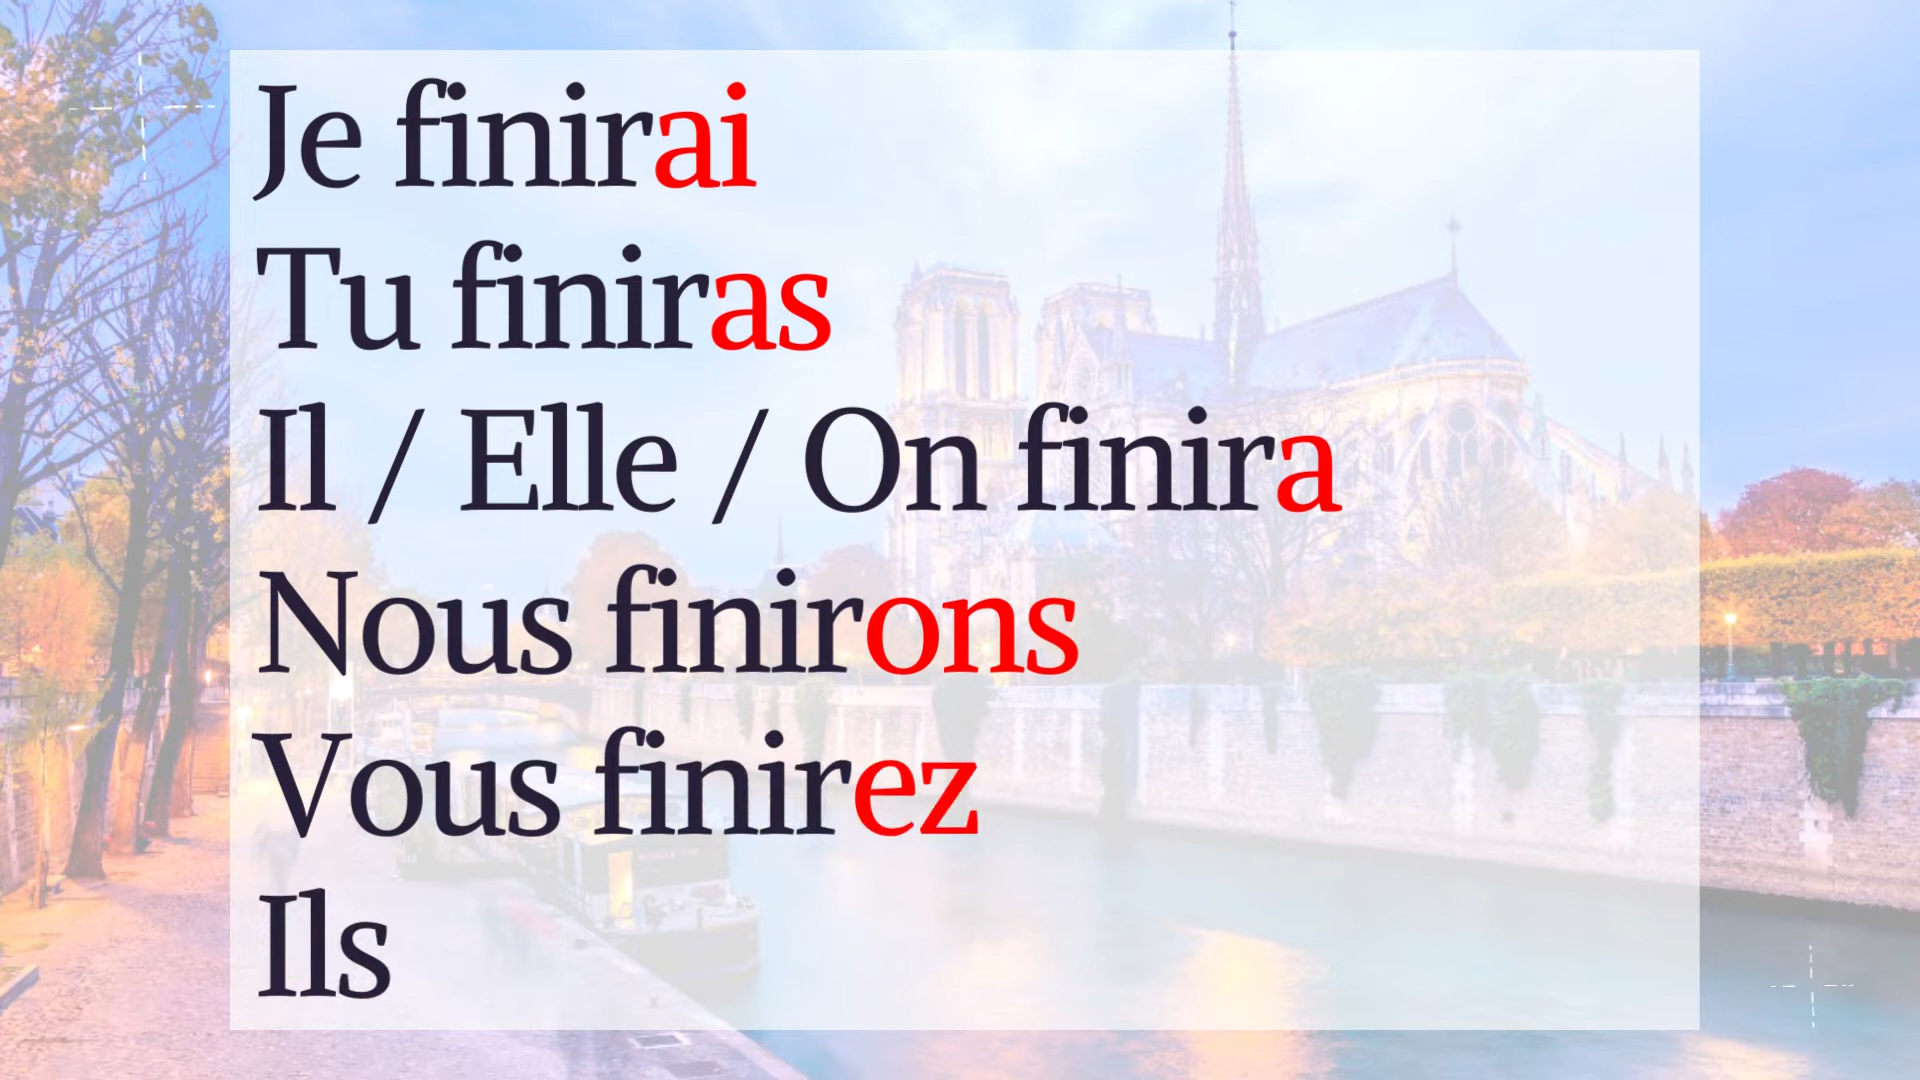 Je finirai
Tu finiras
Il / Elle / On finira
Nous finirons
Vous finirez
Ils